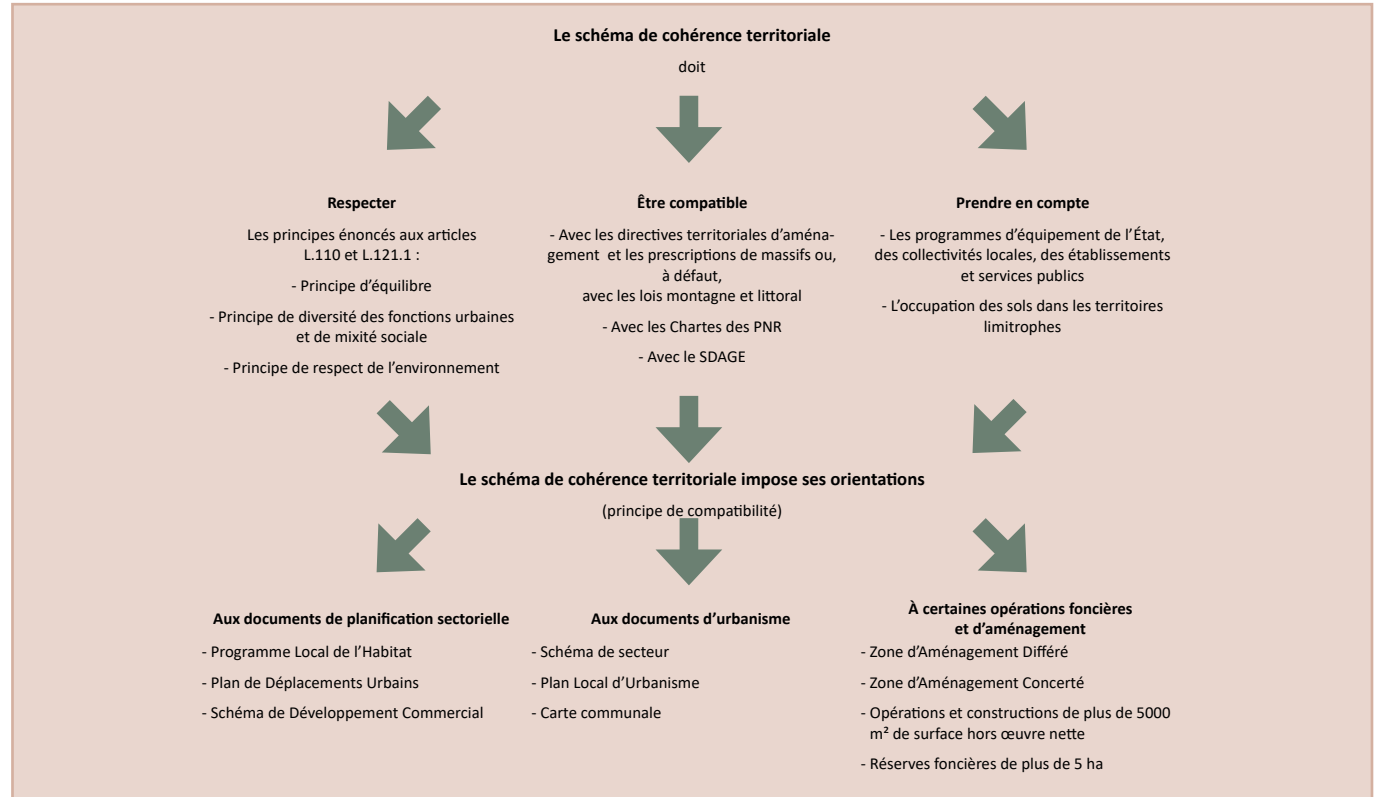 Le schéma de cohérence territoriale
doit
Respecter
Les principes énoncés aux articles
L.110 et L.121.1 :
- Principe d’équilibre
- Principe de diversité des fonctions urbaines
et de mixité sociale
- Principe de respect de l’environnement
Être compatible
- Avec les directives territoriales d’aména-
gement et les prescriptions de massifs ou,
à défaut,
avec les lois montagne et littoral
- Avec les Chartes des PNR
- Avec le SDAGE
Prendre en compte
- Les programmes d’équipement de l’État,
des collectivités locales, des établissements
et services publics
- L’occupation des sols dans les territoires
limitrophes
Le schéma de cohérence territoriale impose ses orientations
(principe de compatibilité)
Aux documents de planification sectorielle
- Programme Local de l’Habitat
- Plan de Déplacements Urbains
- Schéma de Développement Commercial
Aux documents d’urbanisme
- Schéma de secteur
- Plan Local d’Urbanisme
- Carte communale
À certaines opérations foncières
et d’aménagement
- Zone d’Aménagement Différé
- Zone d’Aménagement Concerté
- Opérations et constructions de plus de 5000
m² de surface hors œuvre nette
- Réserves foncières de plus de 5 ha